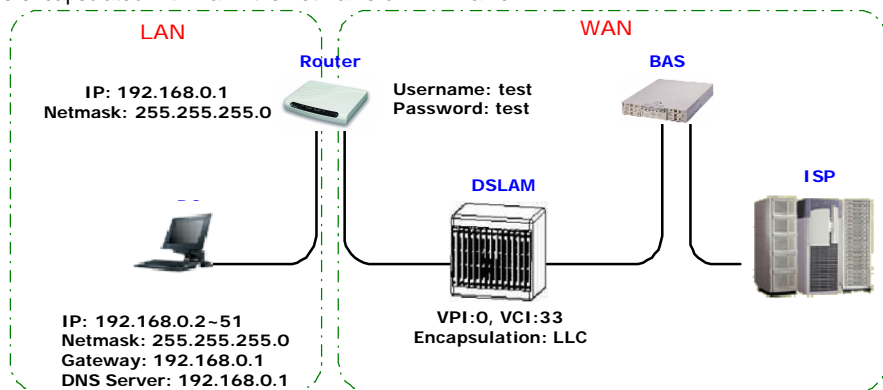 LAN
WAN
Router
BAS
IP: 192.168.0.1
Netmask: 255.255.255.0
Username: test
Password: test
DSLAM
ISP
VPI:0, VCI:33
Encapsulation: LLC
IP: 192.168.0.2~51
Netmask: 255.255.255.0
Gateway: 192.168.0.1
DNS Server: 192.168.0.1